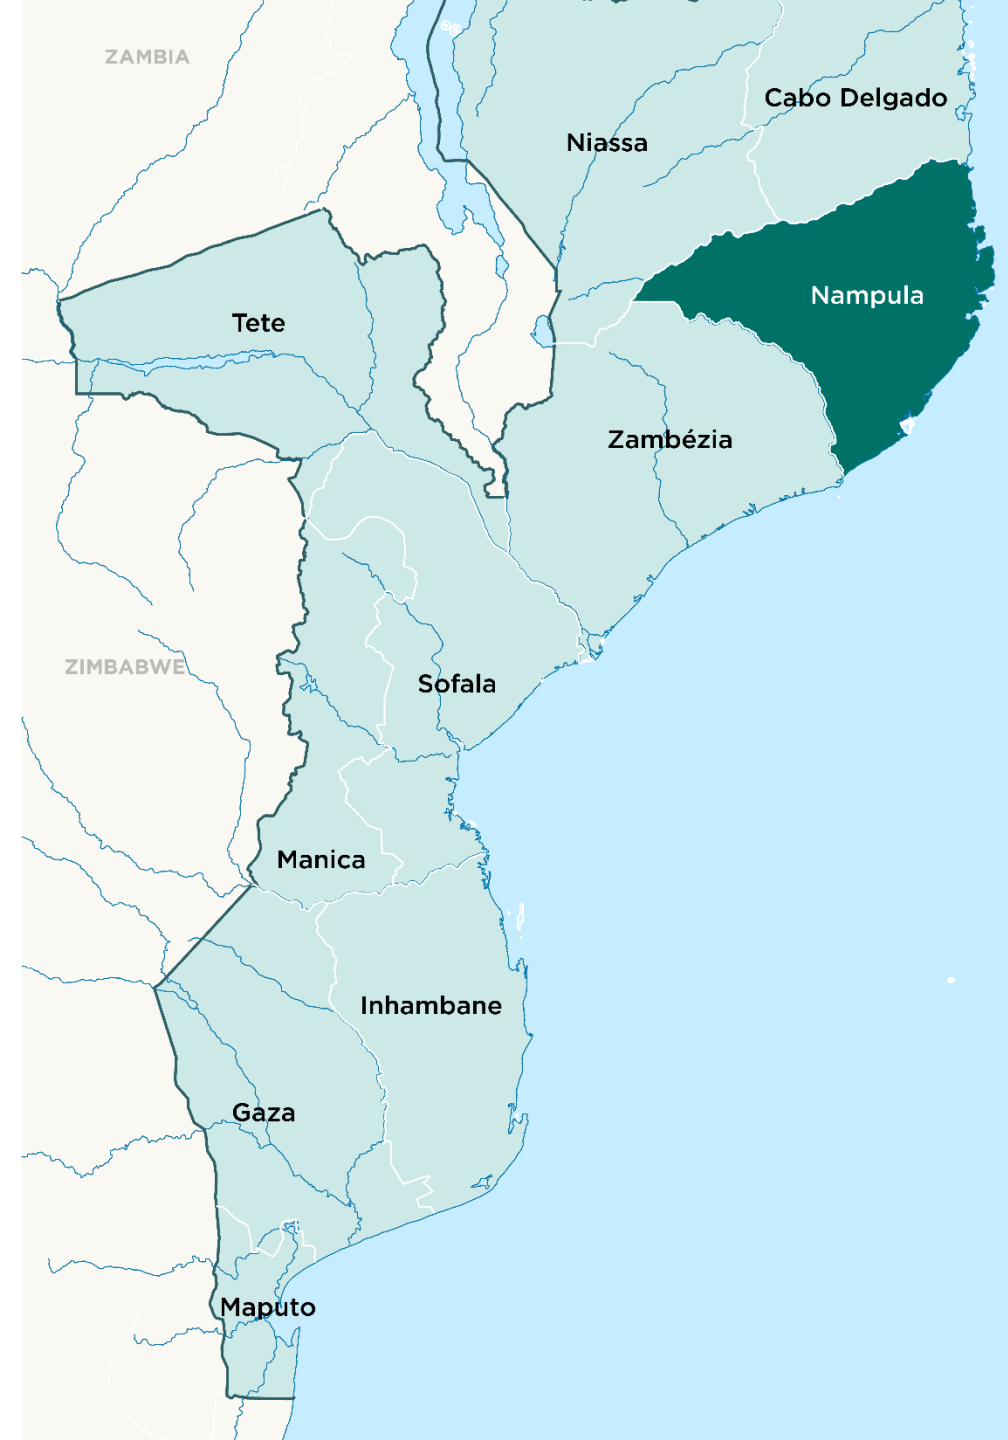 ZAMBIA
Cabo Delgado
Niassa
Nampula
Tete
Zambézia
ZIMBABWE
Sofala
Manica
Inhambane
Gaza
Maputo